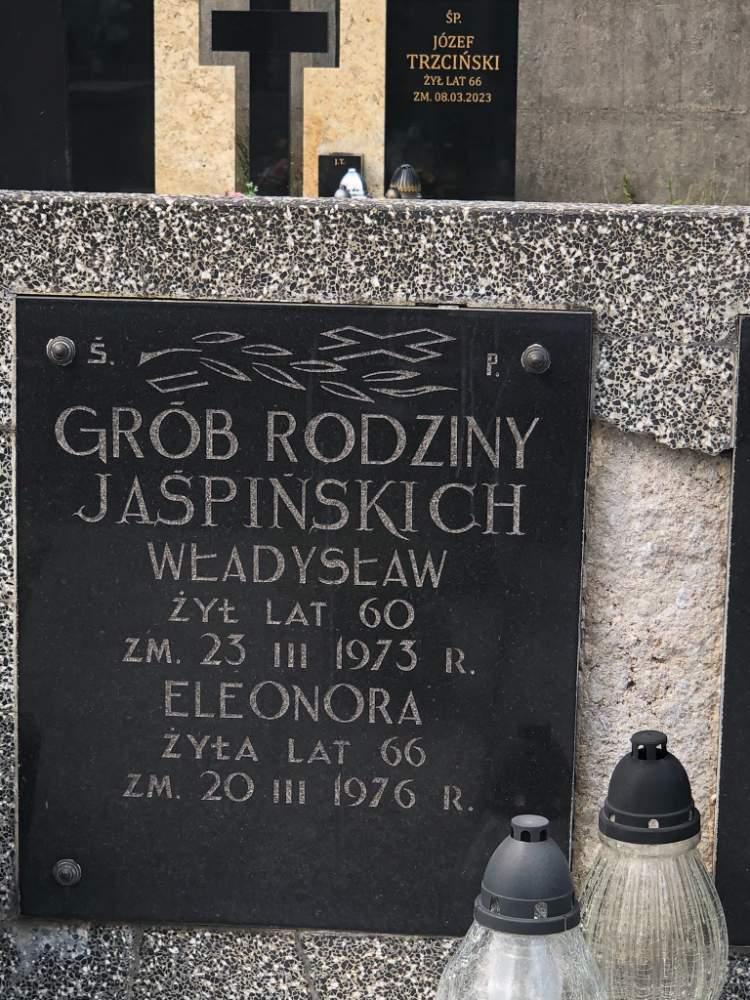 ŚP.
JÓZEF
TRZCIŃSKI
ŻYŁ LAT 66
ZM. 08.03.2023
J.T.
Ś. P.
GRÓB RODZINY
JAŚPIŃSKICH
WŁADYSŁAW
ŻYŁ LAT 60
ZM. 23 III 1973 R.
ELEONORA
ŻYŁA LAT 66
ZM. 20 III 1976 R.